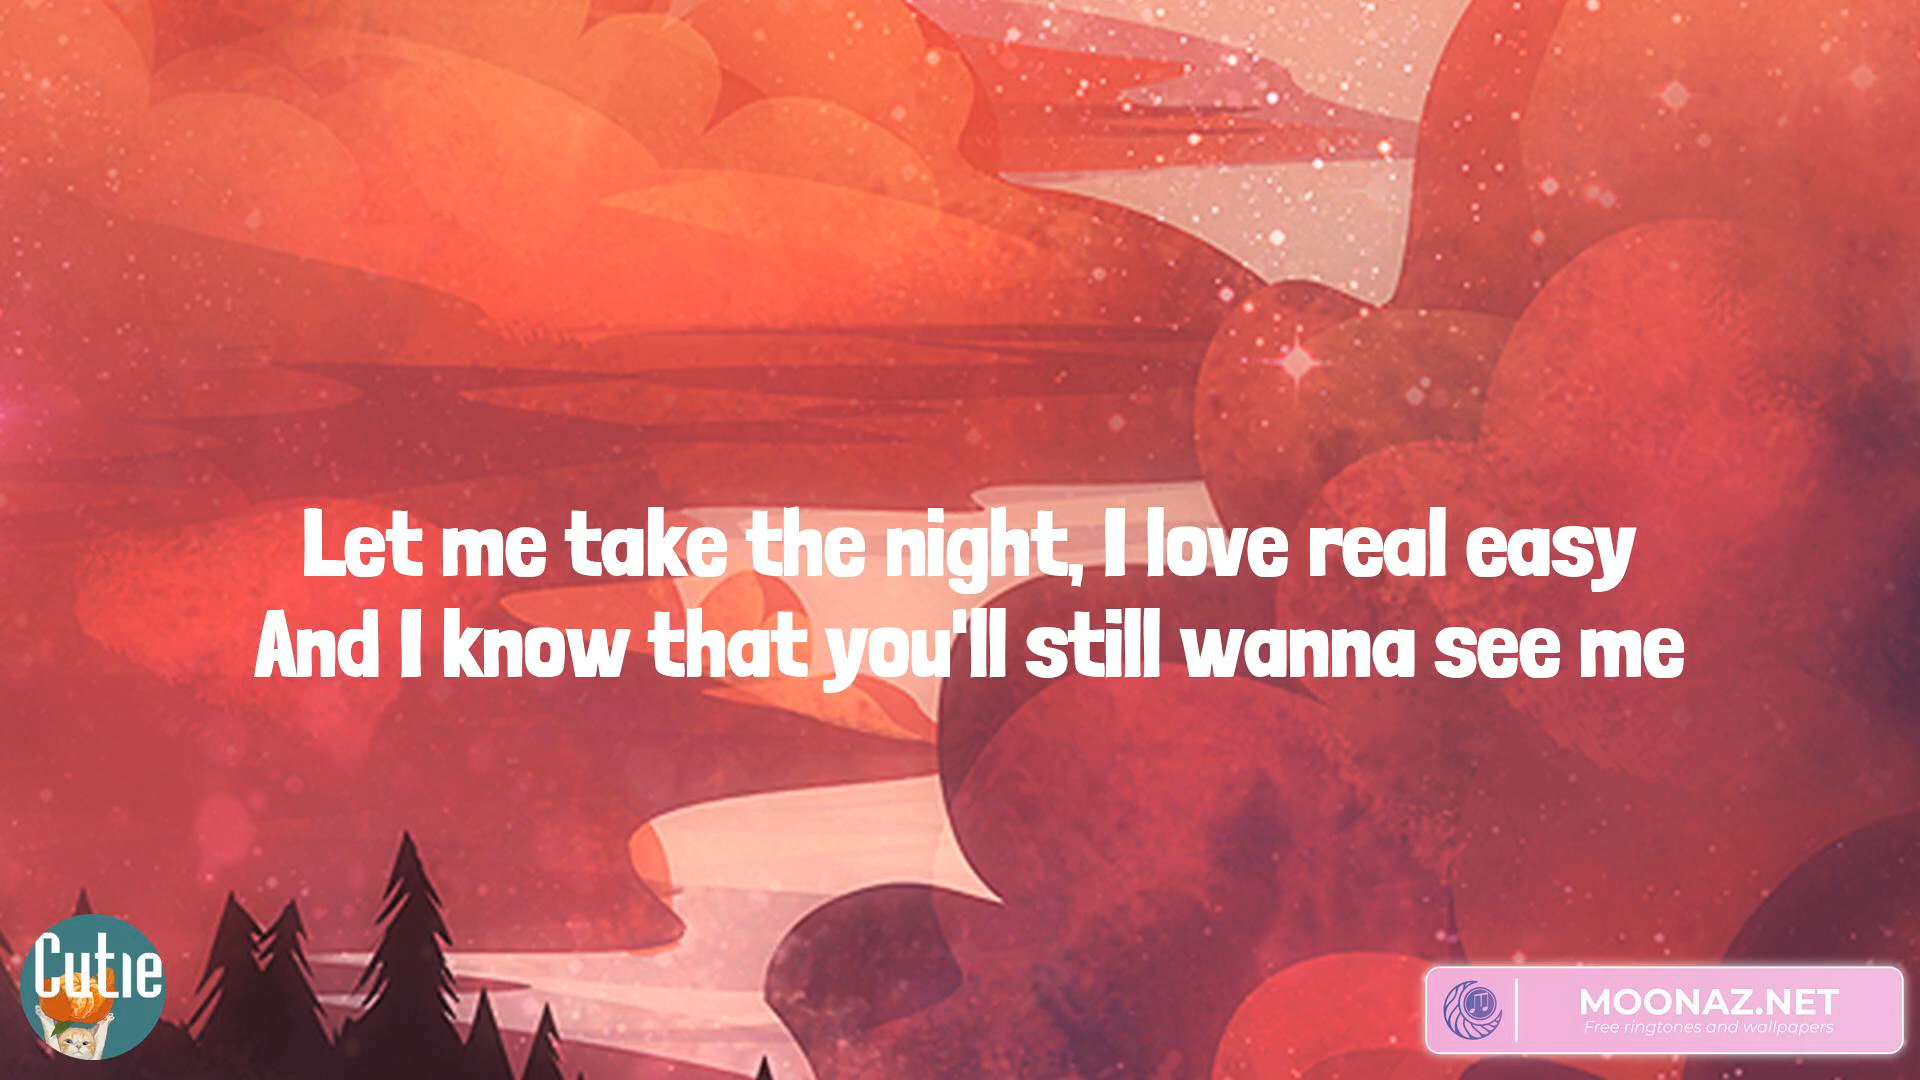 Let me take the night, I love real easy
And I know that you'll still wanna see me
Cutie
MOONAZ.NET
Free ringtones and wallpapers